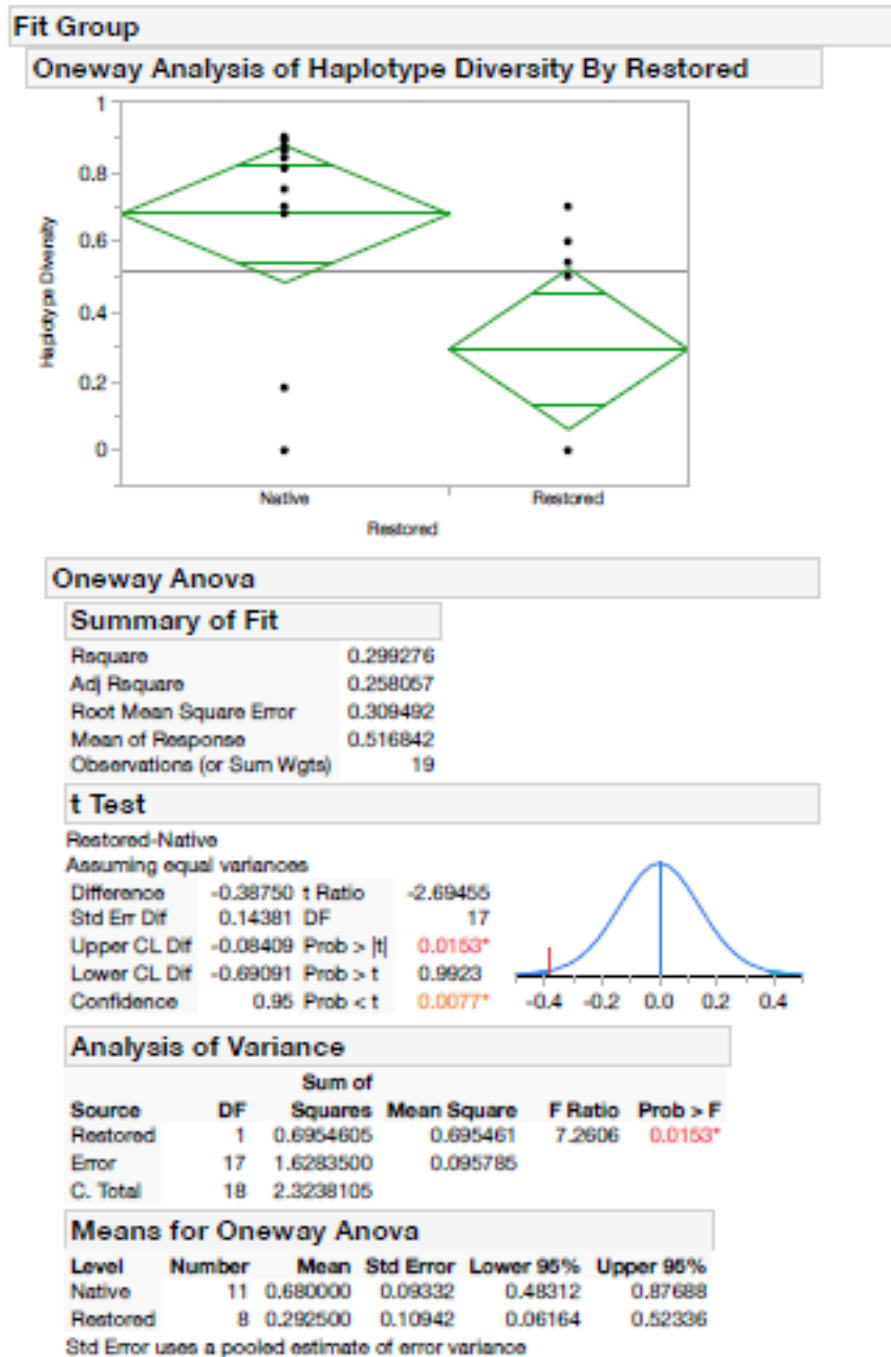 Fit Group
Oneway Analysis of Haplotype Diversity By Restored
1
0.8
0.6
0.4
0.2
0
Haplotype Diversity
Native Restored
Restored
Oneway Anova
Summary of Fit
Rsquare 0.299276
Adj Rsquare 0.258057
Root Mean Square Error 0.309492
Mean of Response 0.516842
Observations (or Sum Wgts) 19
t Test
Restored-Native
Assuming equal variances
Difference -0.38750 t Ratio -2.69455
Std Err Dif 0.14381 DF 17
Upper CL Dif -0.08409 Prob > |t| 0.0153*
Lower CL Dif -0.69091 Prob > t 0.9923
Confidence 0.95 Prob < t 0.0077*
-0.4 -0.2 0.0 0.2 0.4
Analysis of Variance
Sum of
Source DF Squares Mean Square F Ratio Prob > F
Restored 1 0.6954605 0.695461 7.2606 0.0153*
Error 17 1.6283500 0.095785
C. Total 18 2.3238105
Means for Oneway Anova
Level Number Mean Std Error Lower 95% Upper 95%
Native 11 0.680000 0.09332 0.48312 0.87688
Restored 8 0.292500 0.10942 0.06164 0.52336
Std Error uses a pooled estimate of error variance